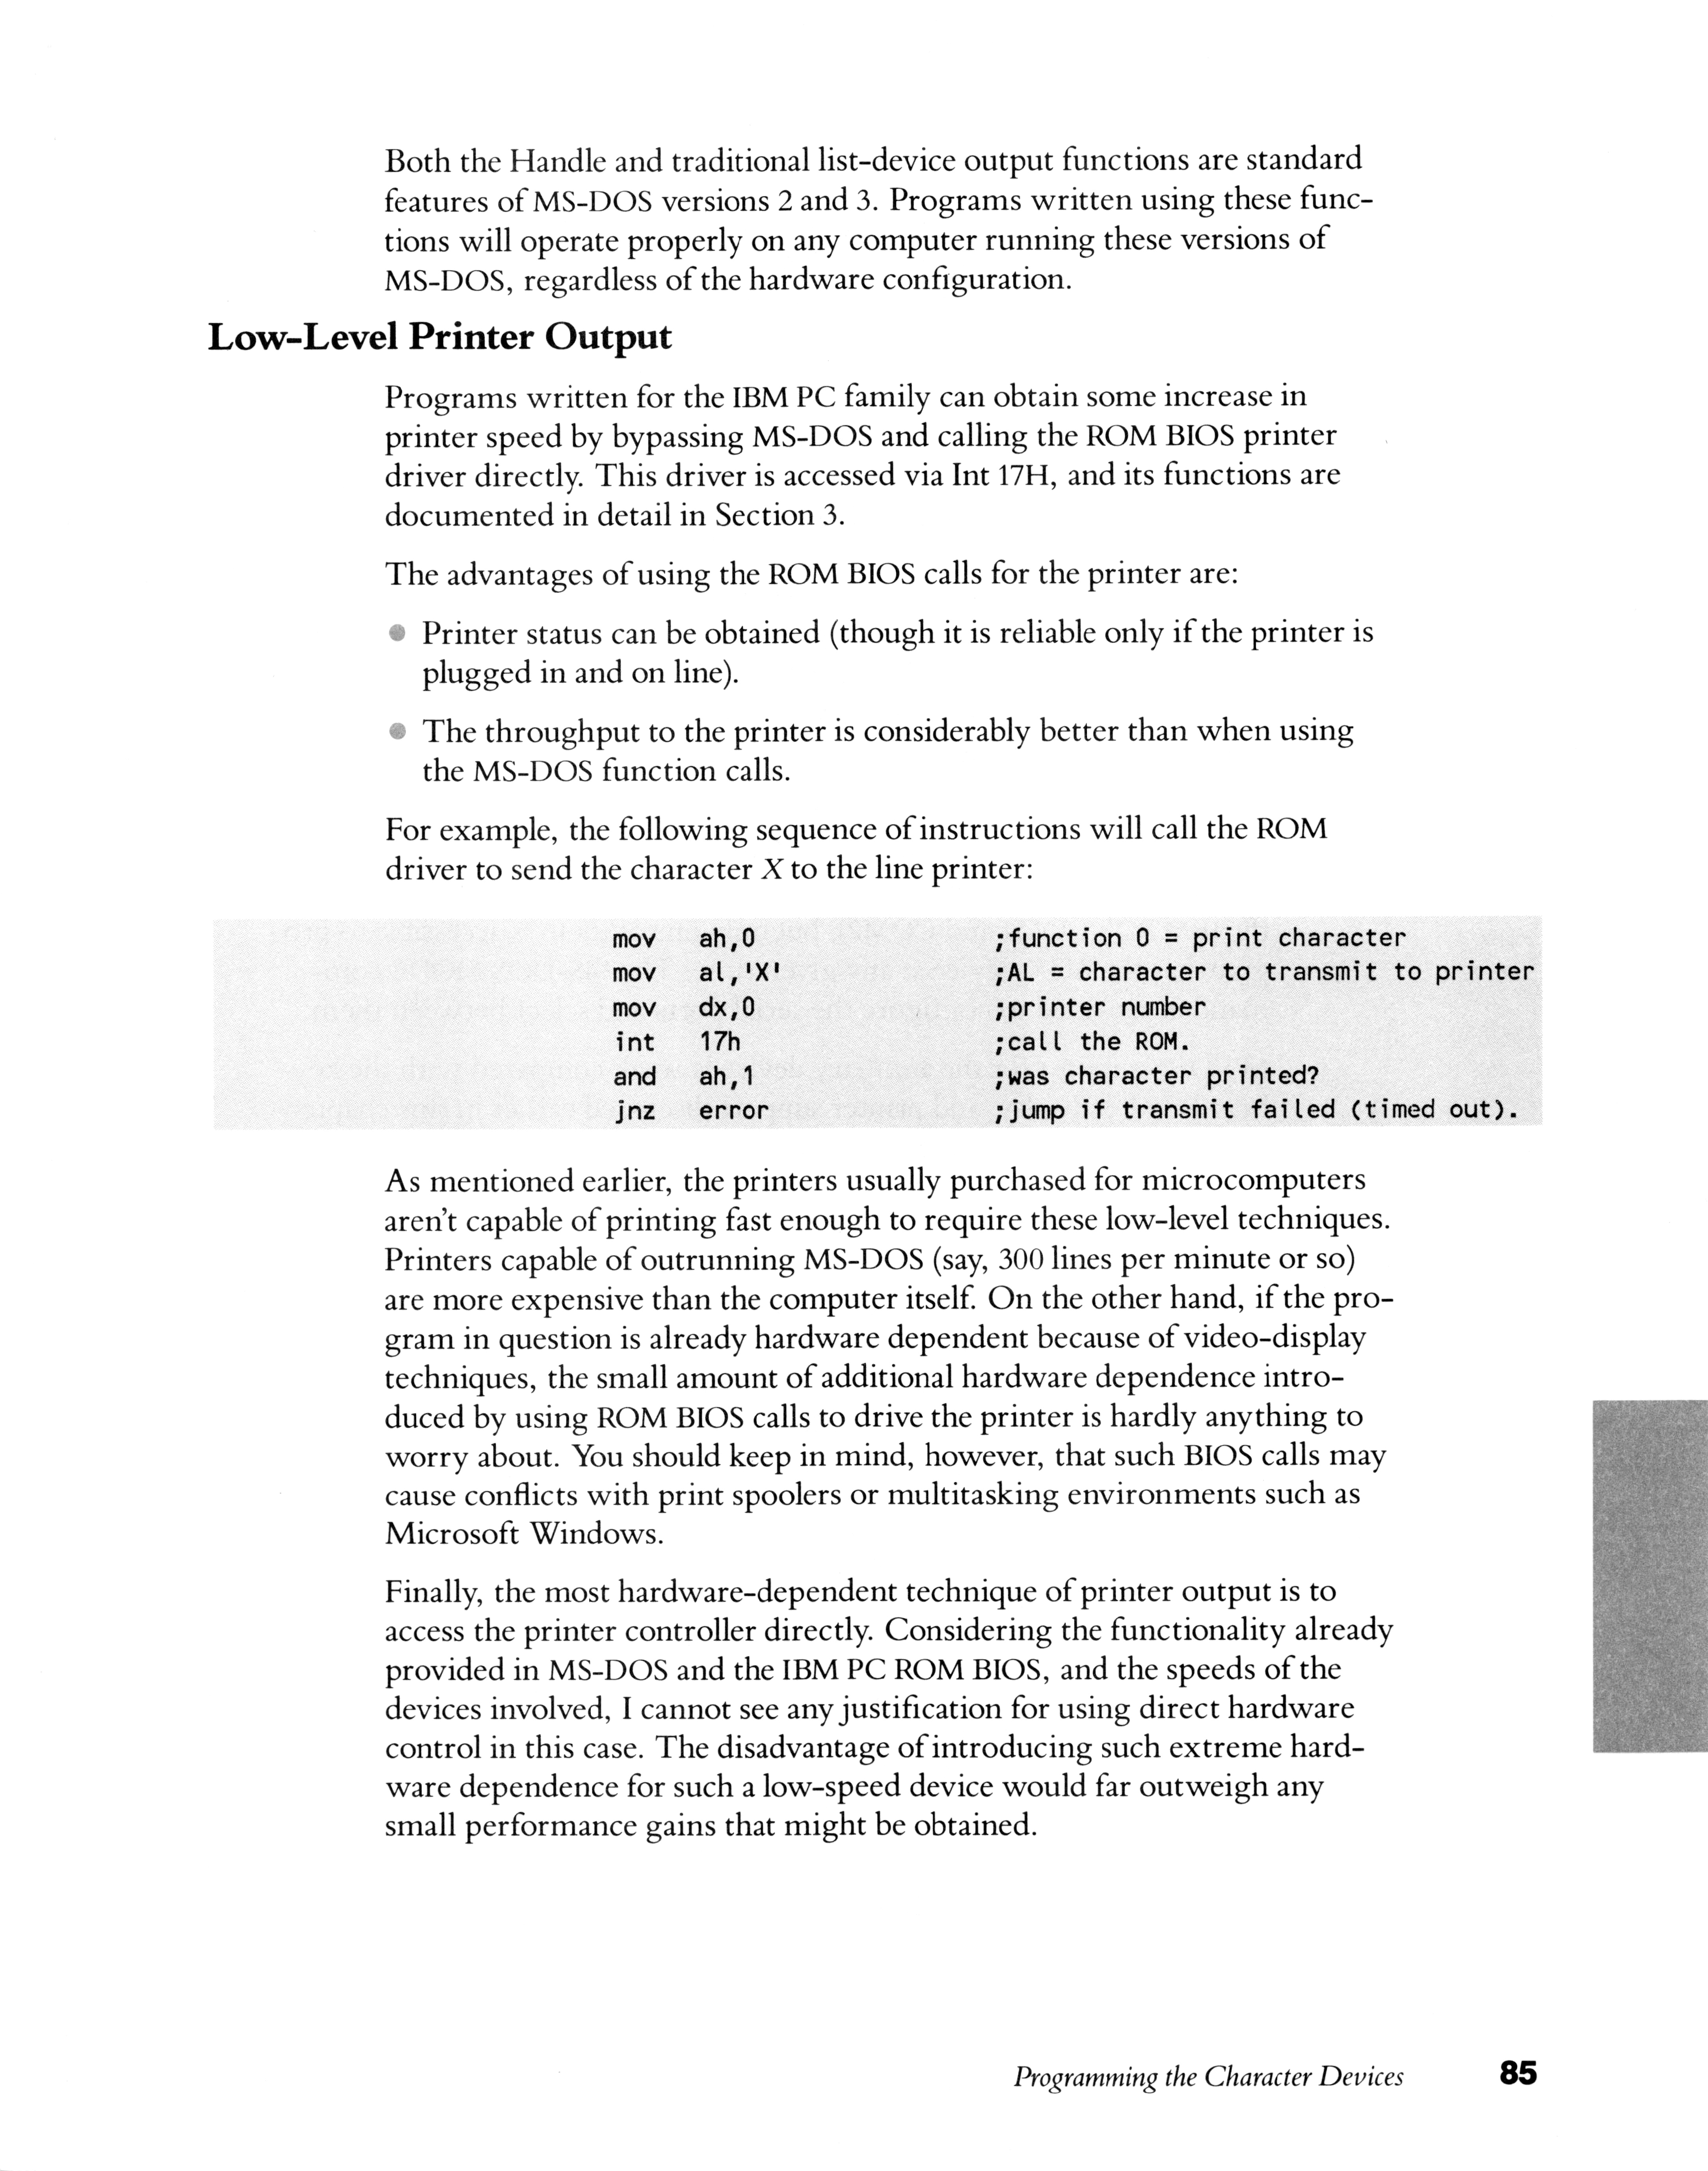 Both the Handle and traditional list-device output functions are standard
features of MS-DOS versions 2 and 3. Programs written using these func-
tions will operate properly on any computer running these versions of
MS-DOS, regardless of the hardware configuration.
Low-Level Printer Output
Programs written for the IBM PC family can obtain some increase in
printer speed by bypassing MS-DOS and calling the ROM BIOS printer
driver directly. This driver is accessed via Int 17H, and its functions are
documented in detail in Section 3.
The advantages of using the ROM BIOS calls for the printer are:
● Printer status can be obtained (though it is reliable only if the printer is
plugged in and on line).
● The throughput to the printer is considerably better than when using
the MS-DOS function calls.
For example, the following sequence of instructions will call the ROM
driver to send the character X to the line printer:
mov ah,0 ;function 0 = print character
mov al,'X' ;AL = character to transmit to printer
mov dx,0 ;printer number
int 17h ;call the ROM.
and ah,1 ;was character printed?
jnz error ;jump if transmit failed (timed out).
As mentioned earlier, the printers usually purchased for microcomputers
aren't capable of printing fast enough to require these low-level techniques.
Printers capable of outrunning MS-DOS (say, 300 lines per minute or so)
are more expensive than the computer itself. On the other hand, if the pro-
gram in question is already hardware dependent because of video-display
techniques, the small amount of additional hardware dependence intro-
duced by using ROM BIOS calls to drive the printer is hardly anything to
worry about. You should keep in mind, however, that such BIOS calls may
cause conflicts with print spoolers or multitasking environments such as
Microsoft Windows.
Finally, the most hardware-dependent technique of printer output is to
access the printer controller directly. Considering the functionality already
provided in MS-DOS and the IBM PC ROM BIOS, and the speeds of the
devices involved, I cannot see any justification for using direct hardware
control in this case. The disadvantage of introducing such extreme hard-
ware dependence for such a low-speed device would far outweigh any
small performance gains that might be obtained.
Programming the Character Devices 85